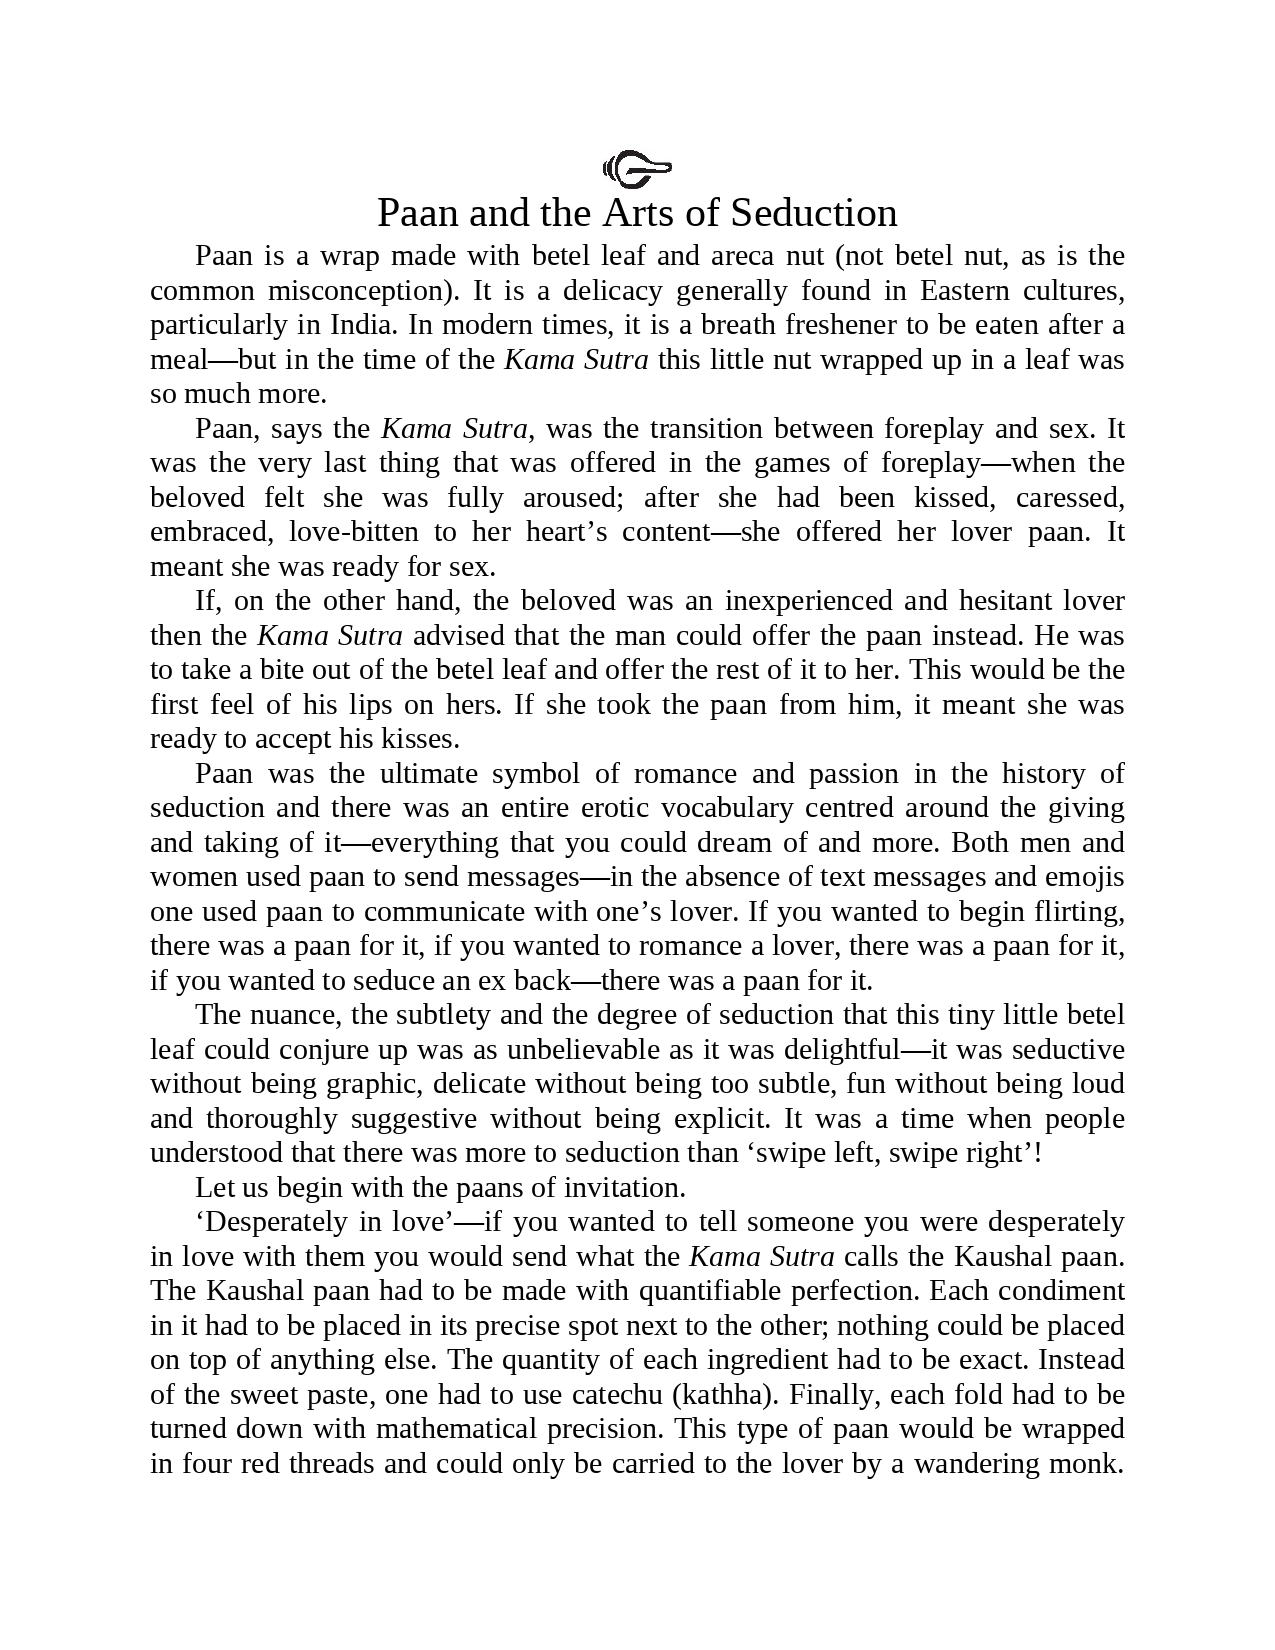 Paan and the Arts of Seduction
Paan is a wrap made with betel leaf and areca nut (not betel nut, as is the
common misconception). It is a delicacy generally found in Eastern cultures,
particularly in India. In modern times, it is a breath freshener to be eaten after a
meal—but in the time of the Kama Sutra this little nut wrapped up in a leaf was
so much more.
Paan, says the Kama Sutra, was the transition between foreplay and sex. It
was the very last thing that was offered in the games of foreplay—when the
beloved felt she was fully aroused; after she had been kissed, caressed,
embraced, love-bitten to her heart’s content—she offered her lover paan. It
meant she was ready for sex.
If, on the other hand, the beloved was an inexperienced and hesitant lover
then the Kama Sutra advised that the man could offer the paan instead. He was
to take a bite out of the betel leaf and offer the rest of it to her. This would be the
first feel of his lips on hers. If she took the paan from him, it meant she was
ready to accept his kisses.
Paan was the ultimate symbol of romance and passion in the history of
seduction and there was an entire erotic vocabulary centred around the giving
and taking of it—everything that you could dream of and more. Both men and
women used paan to send messages—in the absence of text messages and emojis
one used paan to communicate with one’s lover. If you wanted to begin flirting,
there was a paan for it, if you wanted to romance a lover, there was a paan for it,
if you wanted to seduce an ex back—there was a paan for it.
The nuance, the subtlety and the degree of seduction that this tiny little betel
leaf could conjure up was as unbelievable as it was delightful—it was seductive
without being graphic, delicate without being too subtle, fun without being loud
and thoroughly suggestive without being explicit. It was a time when people
understood that there was more to seduction than ‘swipe left, swipe right’!
Let us begin with the paans of invitation.
‘Desperately in love’—if you wanted to tell someone you were desperately
in love with them you would send what the Kama Sutra calls the Kaushal paan.
The Kaushal paan had to be made with quantifiable perfection. Each condiment
in it had to be placed in its precise spot next to the other; nothing could be placed
on top of anything else. The quantity of each ingredient had to be exact. Instead
of the sweet paste, one had to use catechu (kathha). Finally, each fold had to be
turned down with mathematical precision. This type of paan would be wrapped
in four red threads and could only be carried to the lover by a wandering monk.